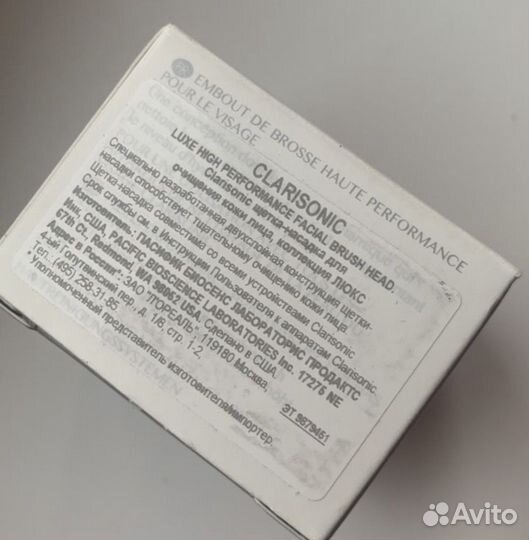 EMBOUT DE BROSSE HAUTE PERFORMANCE
POUR LE VISAGE
CLARISONIC
LUXE HIGH PERFORMANCE FACIAL BRUSH HEAD.
Clarisonic щетка-насадка для
очищения кожи лица, коллекция ЛЮКС
Специально разработанная двухслойная конструкция щетки-
насадки способствует тщательному очищению кожи лица.
Щетка-насадка совместима со всеми устройствами Clarisonic
Срок службы см. в Инструкции Пользователя к аппаратам Clarisonic
Изготовитель: ПАСИФИК БИОСЕНС ЛАБОРАТОРИС ПРОДАКТС
Инк, США, PACIFIC BIOSCIENCE LABORATORIES Inc. 17275 NE
67th Ct, Redmond, WA 98052 USA. Сделано в США.
Адрес в России*: ЗАО "ЛОРЕАЛЬ", 119180 Москва,
-ый Голутвинский пер., д. 1/8, стр. 1-2,
Тел.: (495) 258-31-85
* уполномоченный представитель изготовителя/импортер.
ЭТ 9879451
REINIGUNGSSYSTEMEN
Avito